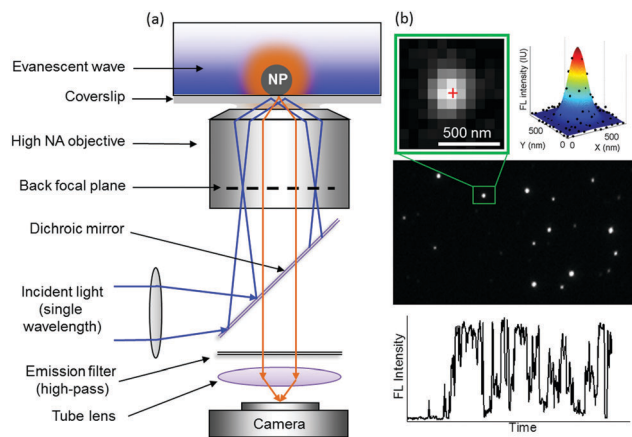 (a)
Evanescent wave
NP
Coverslip
High NA objective
Back focal plane
Dichroic mirror
Incident light
(single
wavelength)
Emission filter
(high-pass)
Tube lens
Camera
(b)
500 nm
FL intensity (IU)
500
Y (nm)
0
0
X (nm)
500
FL Intensity
Time